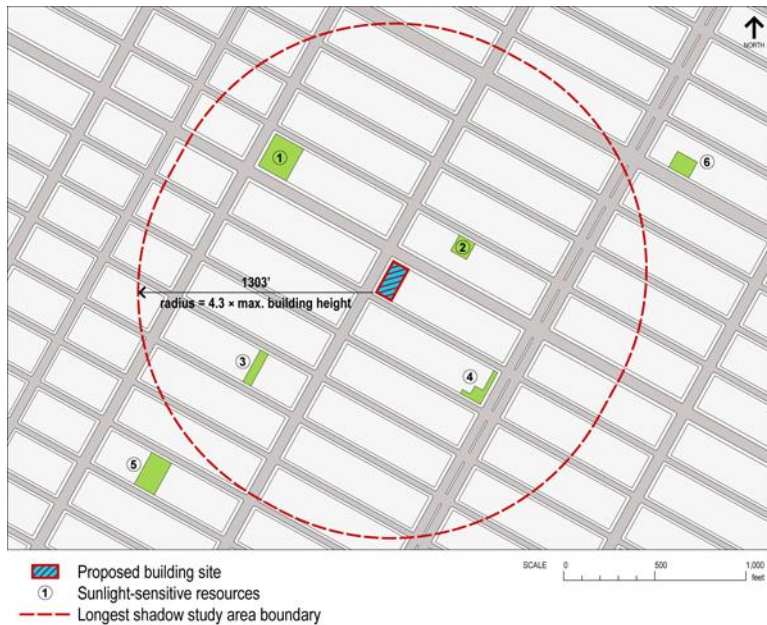 NORTH
1
6
2
1303'
radius = 4.3 × max. building height
3
4
5
Proposed building site
1 Sunlight-sensitive resources
Longest shadow study area boundary
SCALE 0 500 1,000
feet